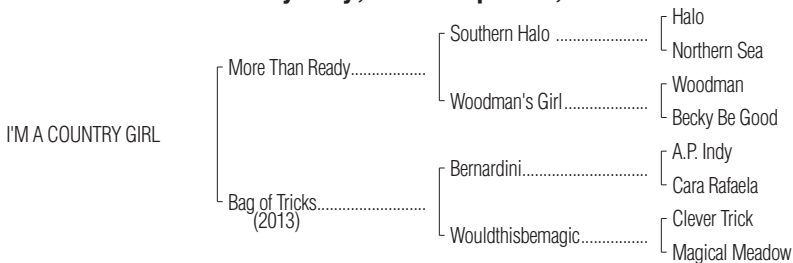 Halo
Southern Halo ..................
Northern Sea
More Than Ready..................
Woodman
Woodman's Girl..................
Becky Be Good
I'M A COUNTRY GIRL
A.P. Indy
Bernardini..........................
Cara Rafaela
Bag of Tricks..........................
(2013)
Clever Trick
Wouldthisbemagic...............
Magical Meadow